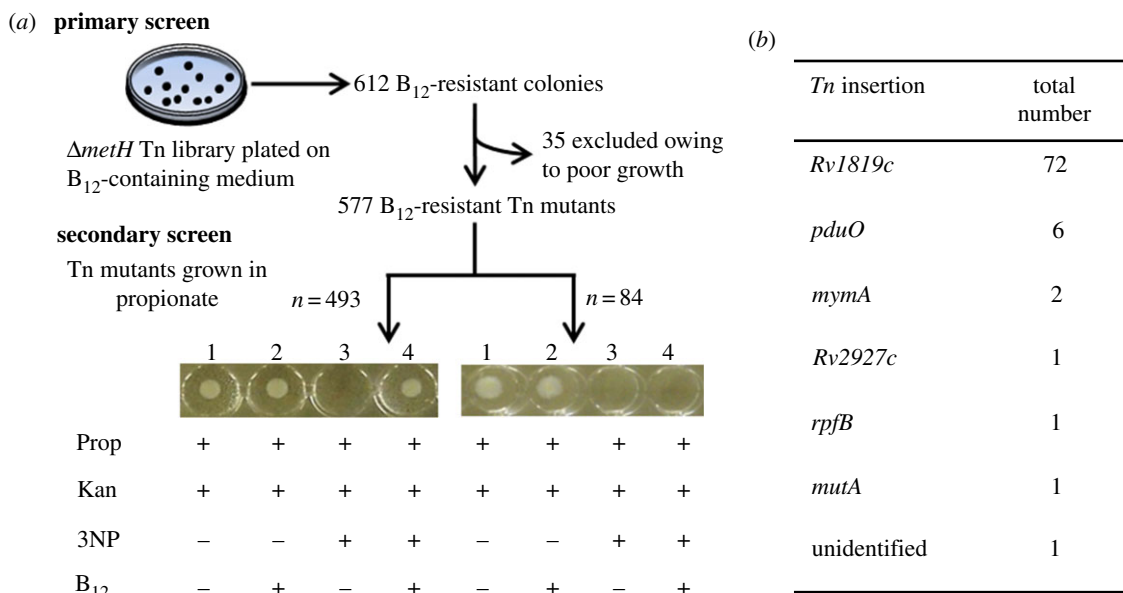 (a) primary screen
612 B₁₂-resistant colonies
ΔmetH Tn library plated on
B₁₂-containing medium
35 excluded owing
to poor growth
577 B₁₂-resistant Tn mutants
secondary screen
Tn mutants grown in
propionate
n = 493
n = 84
1 2 3 4 1 2 3 4
Prop + + + + + + + +
Kan + + + + + + + +
3NP – – + + – – + +
B₁₂ – + – + – + – +
(b)
Tn insertion total
number
Rv1819c 72
pduO 6
mymA 2
Rv2927c 1
rpfB 1
mutA 1
unidentified 1